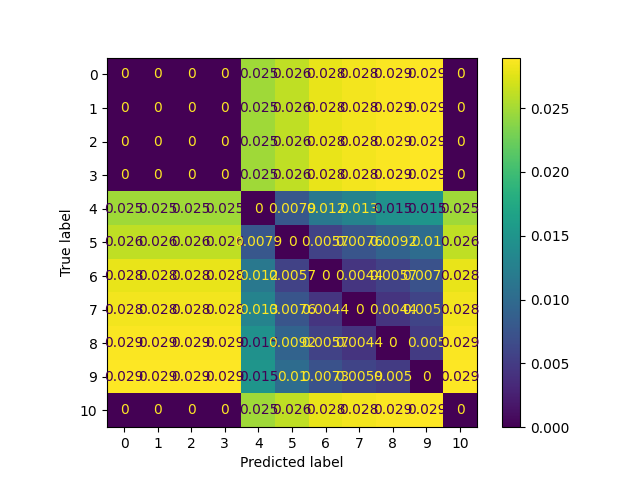 0 0 0 0 0 0.025 0.026 0.028 0.028 0.029 0.029 0
1 0 0 0 0 0.025 0.026 0.028 0.028 0.029 0.029 0
2 0 0 0 0 0.025 0.026 0.028 0.028 0.029 0.029 0
3 0 0 0 0 0.025 0.026 0.028 0.028 0.029 0.029 0
4 0.025 0.025 0.025 0.025 0 0.0079 0.012 0.013 0.015 0.015 0.025
5 0.026 0.026 0.026 0.026 0.0079 0 0.0057 0.0076 0.0092 0.01 0.026
6 0.028 0.028 0.028 0.028 0.012 0.0057 0 0.0044 0.0057 0.028
7 0.028 0.028 0.028 0.028 0.013 0.0076 0.0044 0 0.0044 0.028
8 0.029 0.029 0.029 0.029 0.015 0.0092 0.0057 0.0044 0 0.005 0.029
9 0.029 0.029 0.029 0.029 0.015 0.01 0.0073 0.0059 0.005 0 0.029
10 0 0 0 0 0.025 0.026 0.028 0.028 0.029 0.029 0
0 1 2 3 4 5 6 7 8 9 10
Predicted label
True label
0.025
0.020
0.015
0.010
0.005
0.000